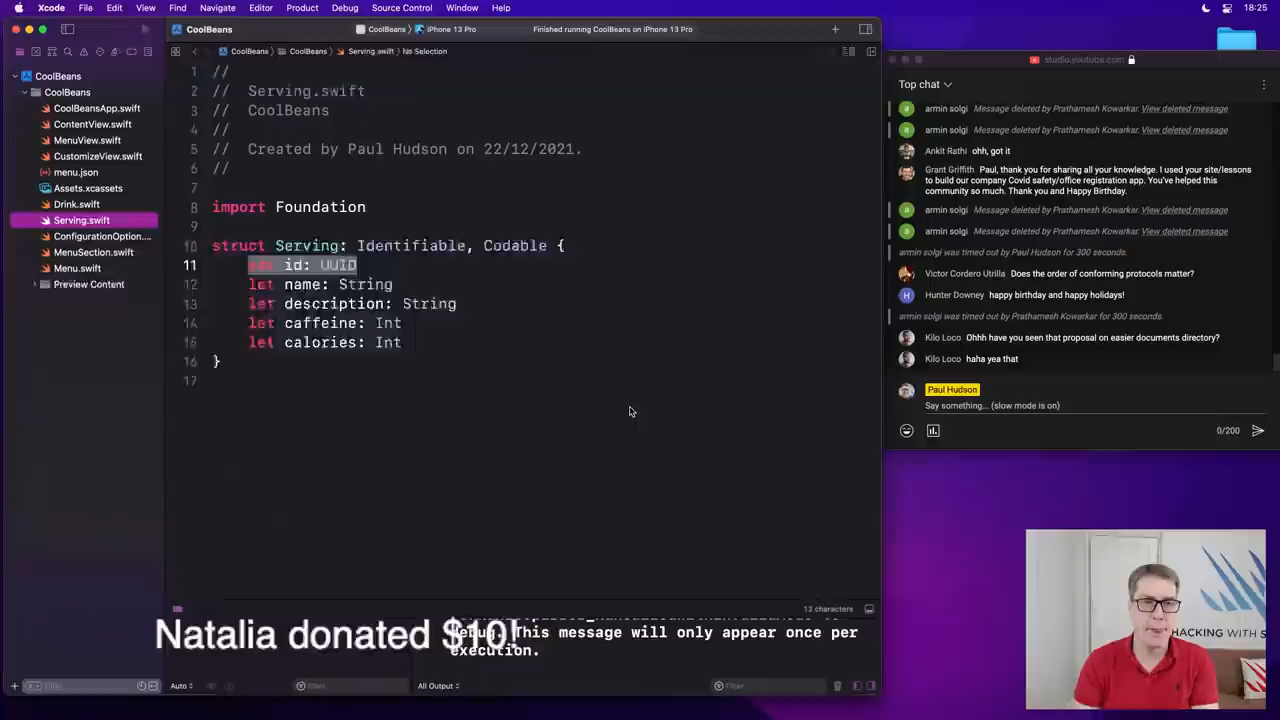 Xcode File Edit View Find Navigate Editor Product Debug Source Control Window Help 18:25
CoolBeans CoolBeans 〉 iPhone 13 Pro Finished running CoolBeans on iPhone 13 Pro
CoolBeans 〉 CoolBeans 〉 Serving.swift 〉 No Selection
CoolBeans
CoolBeans
CoolBeansApp.swift
ContentView.swift
MenuView.swift
CustomizeView.swift
menu.json
Assets.xcassets
Drink.swift
Serving.swift
ConfigurationOption....
MenuSection.swift
Menu.swift
Preview Content
Filter
1 //
2 // Serving.swift
3 // CoolBeans
4 //
5 // Created by Paul Hudson on 22/12/2021.
6 //
7
8 import Foundation
9
10 struct Serving: Identifiable, Codable {
11 var id: UUID
12 let name: String
13 let description: String
14 let caffeine: Int
15 let calories: Int
16 }
17
13 characters
debug. This message will only appear once per
execution.
Natalia donated $10!
Auto Filter All Output Filter
studio.youtube.com
Top chat
armin solgi Message deleted by Prathamesh Kowarkar. View deleted message
armin solgi Message deleted by Prathamesh Kowarkar. View deleted message
Ankit Rathi ohh, got it
Grant Griffith Paul, thank you for sharing all your knowledge. I used your site/lessons
to build our company Covid safety/office registration app. You've helped this
community so much. Thank you and Happy Birthday.
armin solgi Message deleted by Prathamesh Kowarkar. View deleted message
armin solgi Message deleted by Prathamesh Kowarkar. View deleted message
armin solgi was timed out by Paul Hudson for 300 seconds.
Victor Cordero Utrilla Does the order of conforming protocols matter?
Hunter Downey happy birthday and happy holidays!
armin solgi was timed out by Prathamesh Kowarkar for 300 seconds.
Kilo Loco Ohhh have you seen that proposal on easier documents directory?
Kilo Loco haha yea that
Paul Hudson
Say something... (slow mode is on)
0/200
HACKING WITH S